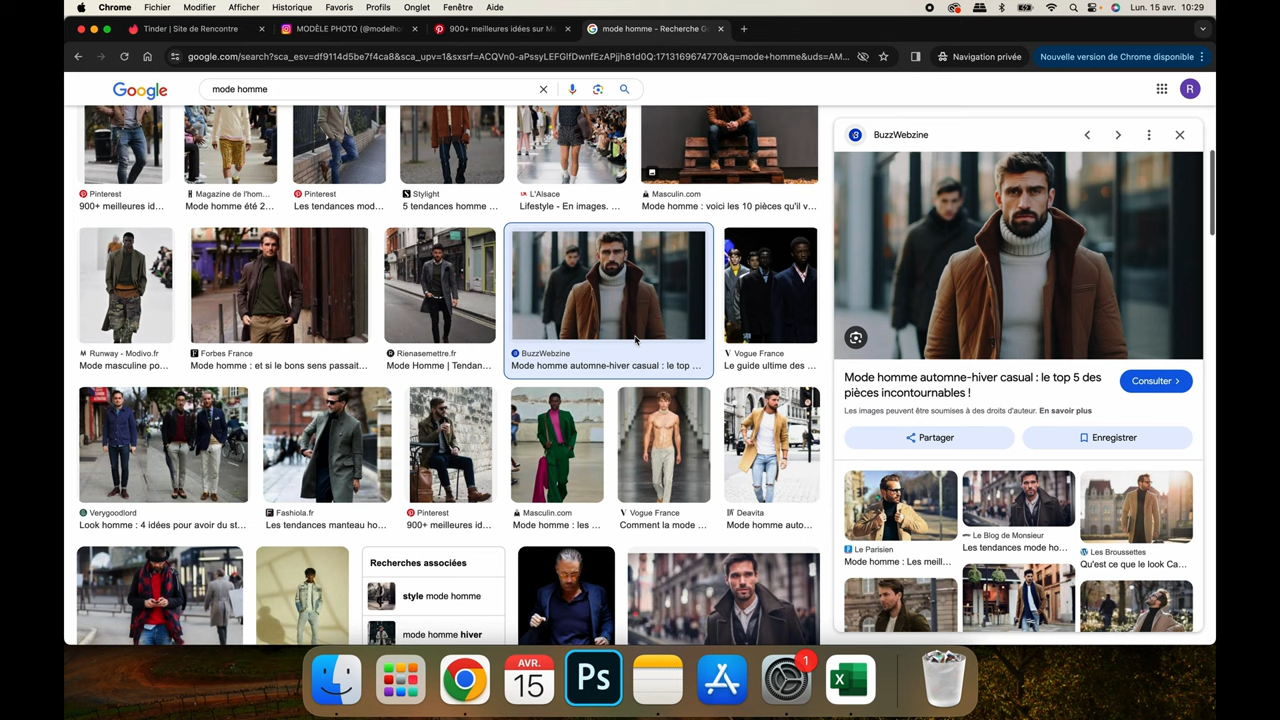 Chrome Fichier Modifier Afficher Historique Favoris Profils Onglet Fenêtre Aide
Lun. 15 avr. 10:29
Tinder | Site de Rencontre
MODÈLE PHOTO (@modelho
900+ meilleures idées sur M
mode homme - Recherche G
google.com/search?sca_esv=df9114d5be7f4ca8&sca_upv=1&sxsrf=ACQVn0-aPssyLEFGlfDwnfEzAPjjh81d0Q:1713169674770&q=mode+homme&uds=AM...
Navigation privée
Nouvelle version de Chrome disponible
Google
mode homme
R
Pinterest
900+ meilleures id...
Magazine de l'hom...
Mode homme été 2...
Pinterest
Les tendances mod...
Stylight
5 tendances homme ...
L'Alsace
Lifestyle - En images. ...
Masculin.com
Mode homme : voici les 10 pièces qu'il v...
Runway - Modivo.fr
Mode masculine po...
Forbes France
Mode homme : et si le bons sens passait...
Rienasemettre.fr
Mode Homme | Tendan...
BuzzWebzine
Mode homme automne-hiver casual : le top ...
Vogue France
Le guide ultime des ...
Verygoodlord
Look homme : 4 idées pour avoir du st...
Fashiola.fr
Les tendances manteau ho...
Pinterest
900+ meilleures id...
Masculin.com
Mode homme : les ...
Vogue France
Comment la mode ...
Deavita
Mode homme auto...
Recherches associées
style mode homme
mode homme hiver
BuzzWebzine
Mode homme automne-hiver casual : le top 5 des
pièces incontournables !
Consulter
Les images peuvent être soumises à des droits d'auteur. En savoir plus
Partager
Enregistrer
Le Parisien
Mode homme : Les meill...
Le Blog de Monsieur
Les tendances mode ho...
Les Broussettes
Qu'est ce que le look Ca...
AVR.
15
Ps
1
X